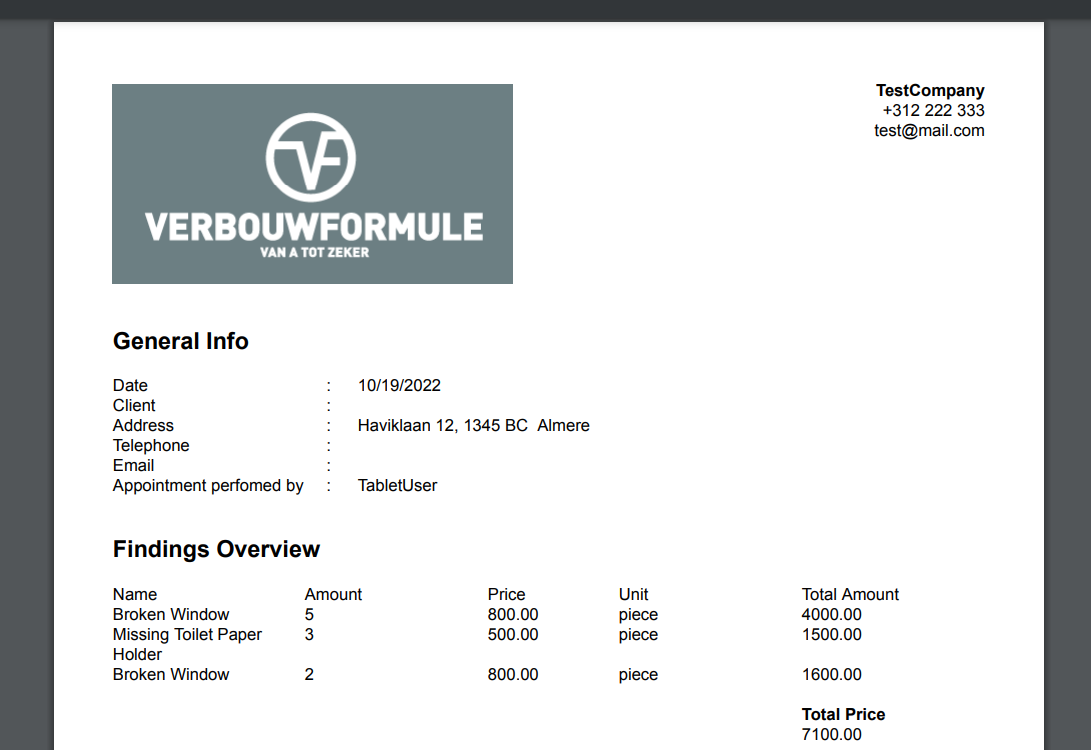 TestCompany
+312 222 333
test@mail.com
VF
VERBOUWFORMULE
VAN A TOT ZEKER
General Info
Date : 10/19/2022
Client :
Address : Haviklaan 12, 1345 BC  Almere
Telephone :
Email :
Appointment perfomed by : TabletUser
Findings Overview
Name Amount Price Unit Total Amount
Broken Window 5 800.00 piece 4000.00
Missing Toilet Paper 3 500.00 piece 1500.00
Holder
Broken Window 2 800.00 piece 1600.00
Total Price
7100.00